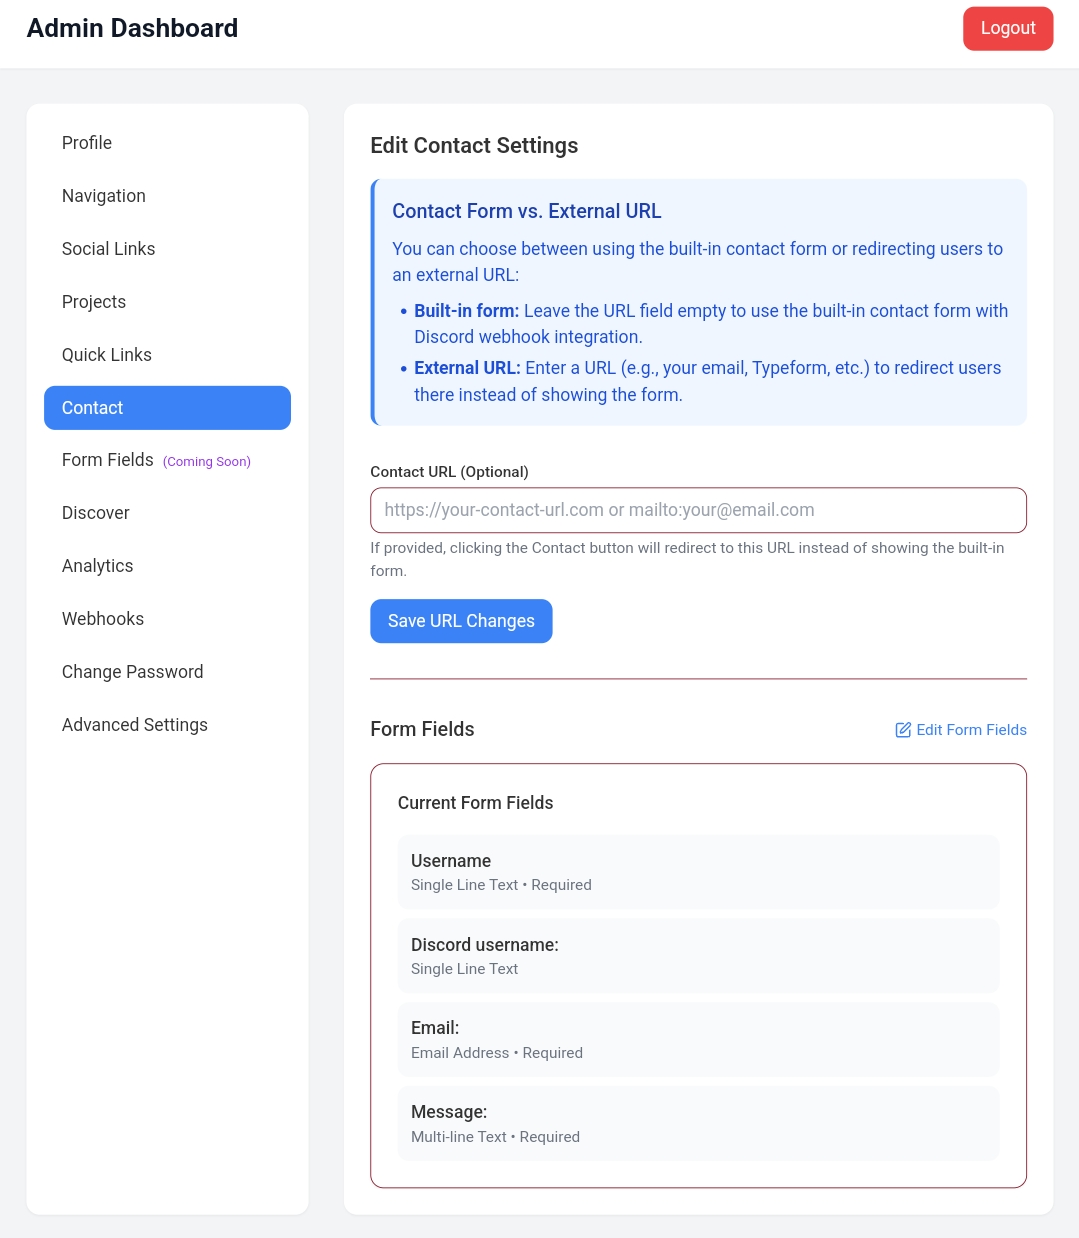 Admin Dashboard
Logout
Profile
Navigation
Social Links
Projects
Quick Links
Contact
Form Fields (Coming Soon)
Discover
Analytics
Webhooks
Change Password
Advanced Settings
Edit Contact Settings
Contact Form vs. External URL
You can choose between using the built-in contact form or redirecting users to
an external URL:
• Built-in form: Leave the URL field empty to use the built-in contact form with
Discord webhook integration.
• External URL: Enter a URL (e.g., your email, Typeform, etc.) to redirect users
there instead of showing the form.
Contact URL (Optional)
https://your-contact-url.com or mailto:your@email.com
If provided, clicking the Contact button will redirect to this URL instead of showing the built-in
form.
Save URL Changes
Form Fields
Edit Form Fields
Current Form Fields
Username
Single Line Text • Required
Discord username:
Single Line Text
Email:
Email Address • Required
Message:
Multi-line Text • Required